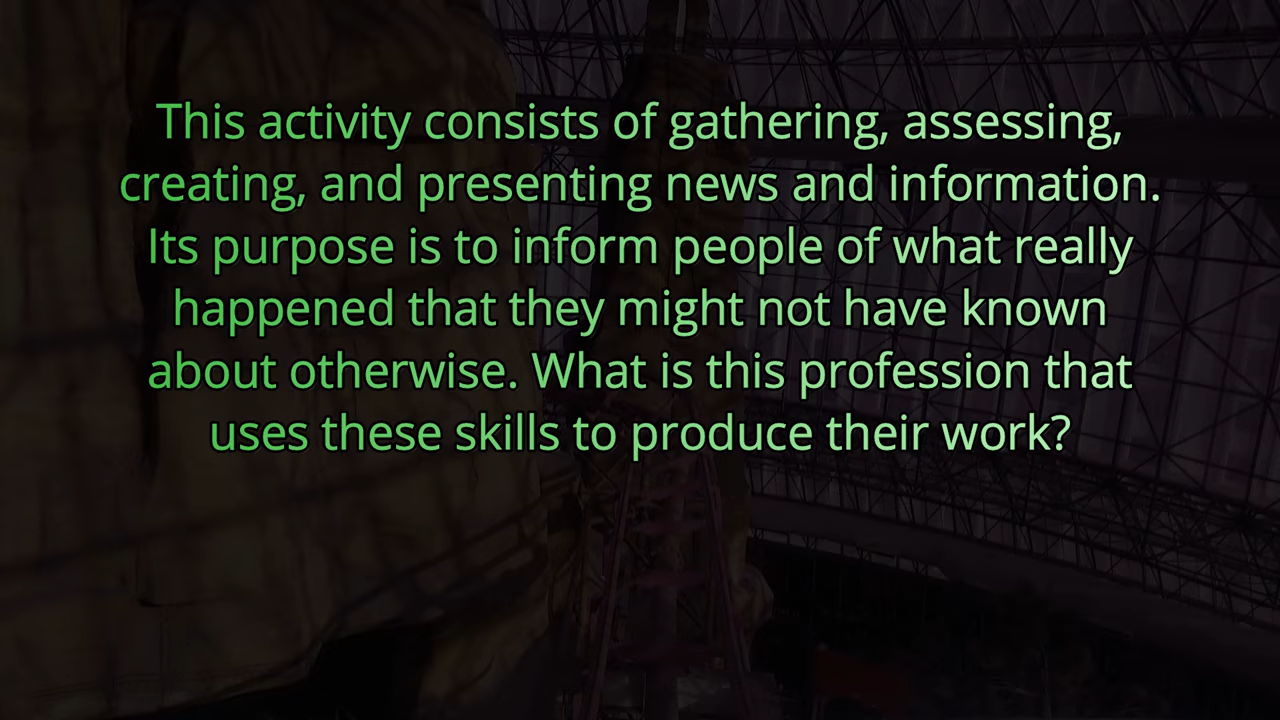 This activity consists of gathering, assessing,
creating, and presenting news and information.
Its purpose is to inform people of what really
happened that they might not have known
about otherwise. What is this profession that
uses these skills to produce their work?